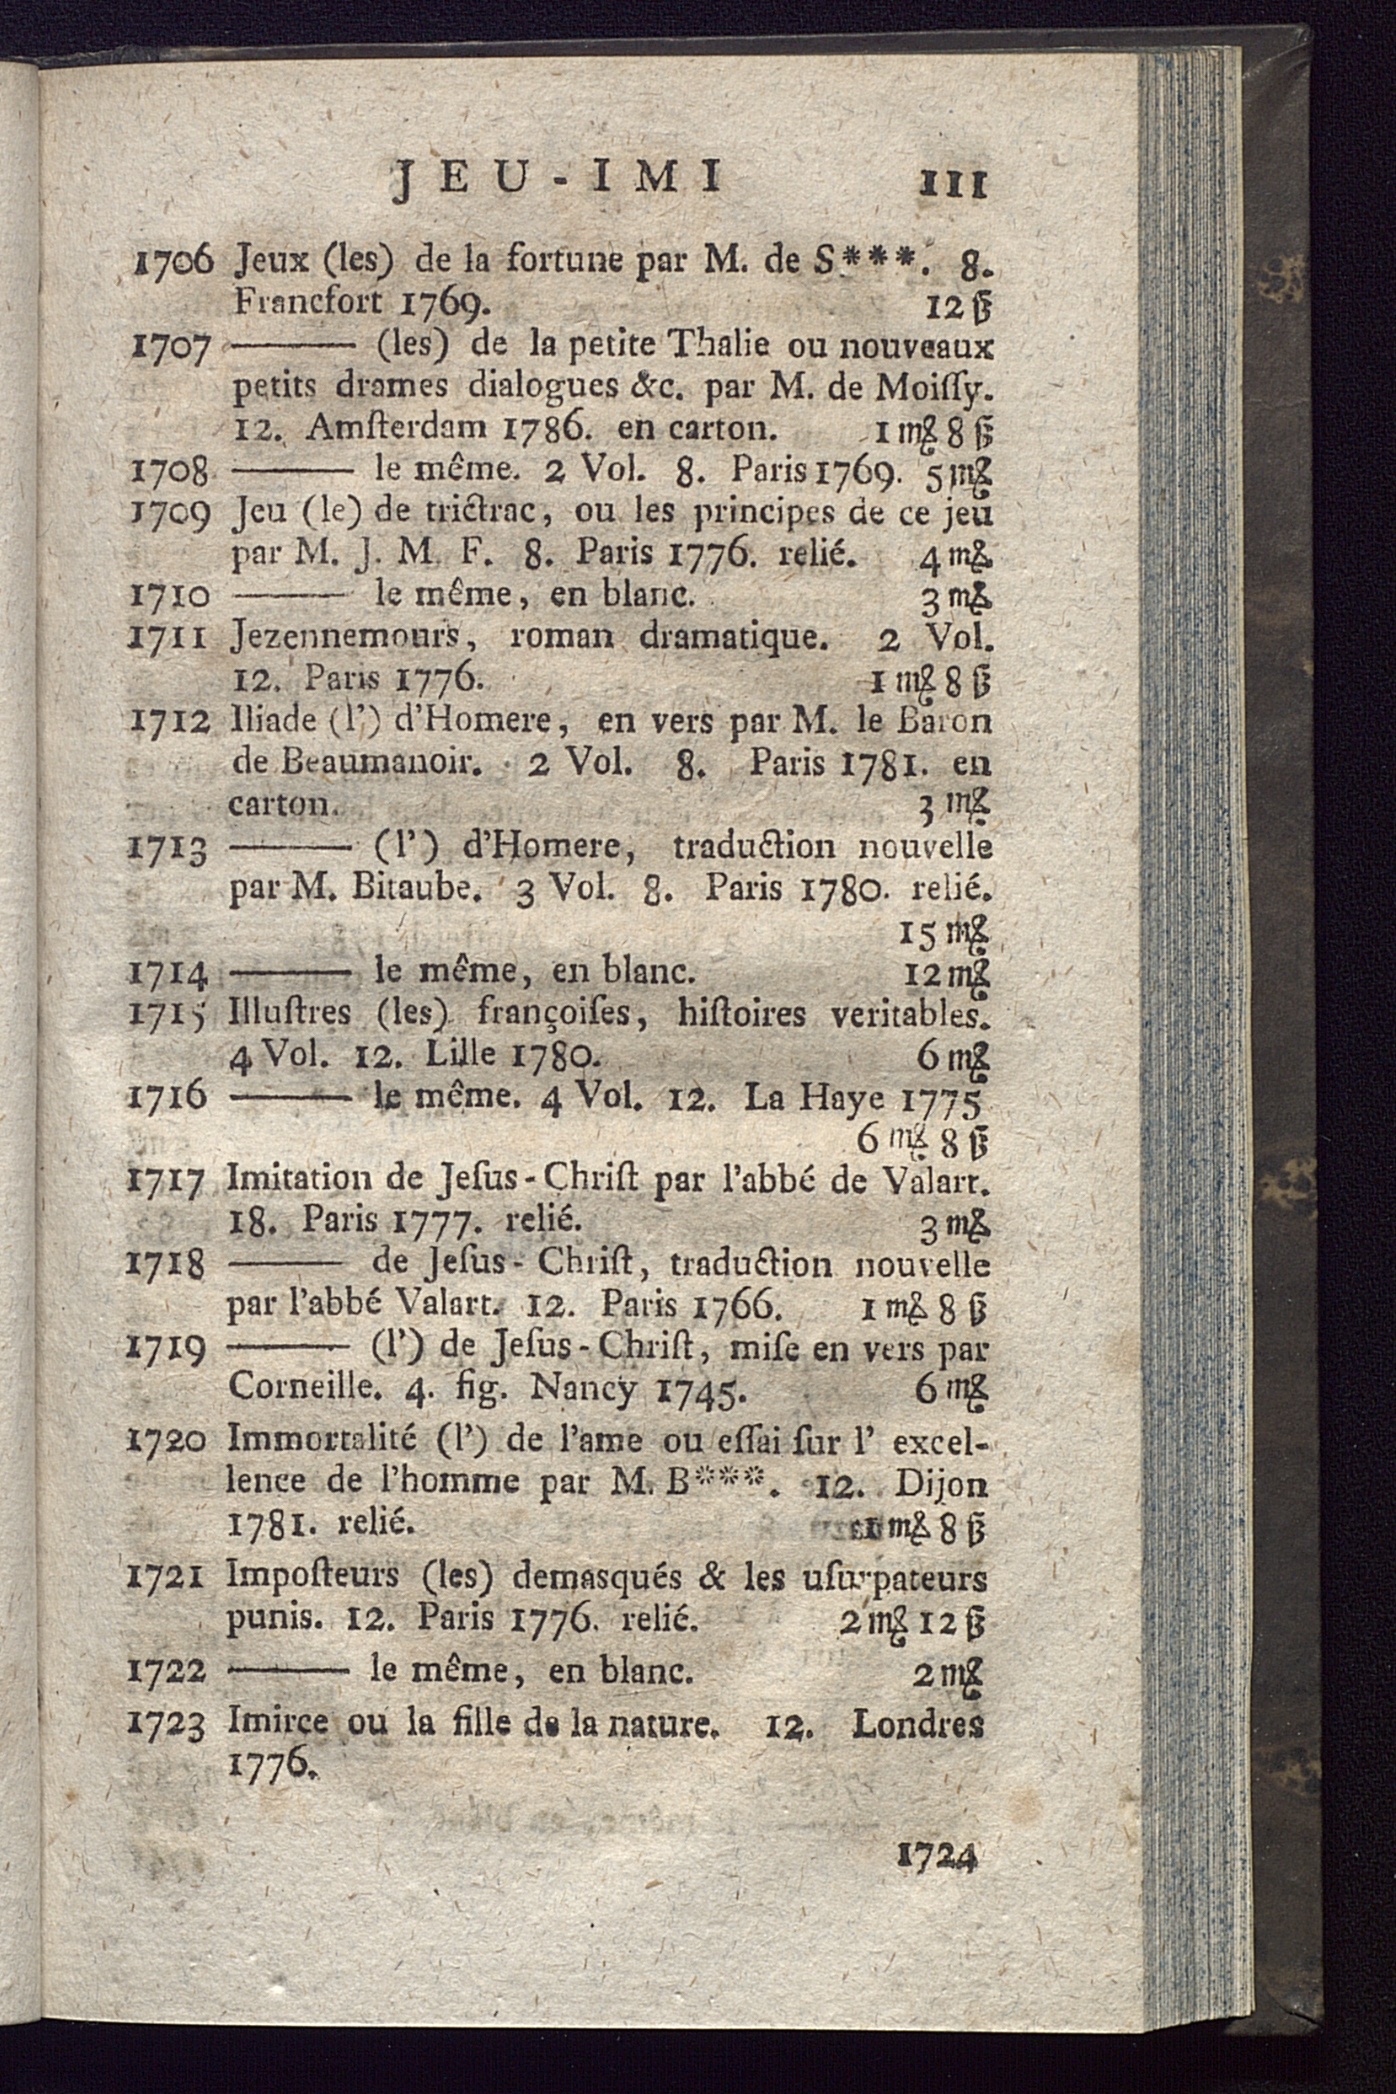 JEU-IMI 111
1706 Jeux (les) de la fortune par M. de S***. 8.
Francfort 1769. 12 ß
1707 ——— (les) de la petite Thalie ou nouveaux
petits drames dialogues &c. par M. de Moiſſy.
12. Amſterdam 1786. en carton. 1 m₰ 8 ß
1708 ——— le même. 2 Vol. 8. Paris 1769. 5 m₰
1709 Jeu (le) de trictrac, ou les principes de ce jeu
par M. J. M. F. 8. Paris 1776. relié. 4 m₰
1710 ——— le même, en blanc. 3 m₰
1711 Jezennemours, roman dramatique. 2 Vol.
12. Paris 1776. 1 m₰ 8 ß
1712 Iliade (l') d'Homere, en vers par M. le Baron
de Beaumanoir. 2 Vol. 8. Paris 1781. en
carton. 3 m₰
1713 ——— (l') d'Homere, traduction nouvelle
par M. Bitaube. 3 Vol. 8. Paris 1780. relié.
15 m₰
1714 ——— le même, en blanc. 12 m₰
1715 Illuſtres (les) françoiſes, hiſtoires veritables.
4 Vol. 12. Lille 1780. 6 m₰
1716 ——— le même. 4 Vol. 12. La Haye 1775
6 m₰ 8 ß
1717 Imitation de Jeſus-Chriſt par l'abbé de Valart.
18. Paris 1777. relié. 3 m₰
1718 ——— de Jeſus-Chriſt, traduction nouvelle
par l'abbé Valart. 12. Paris 1766. 1 m₰ 8 ß
1719 ——— (l') de Jeſus-Chriſt, miſe en vers par
Corneille. 4. fig. Nancy 1745. 6 m₰
1720 Immortalité (l') de l'ame ou eſſai ſur l' excel-
lence de l'homme par M. B***. 12. Dijon
1781. relié. 1 m₰ 8 ß
1721 Impoſteurs (les) demasqués & les uſurpateurs
punis. 12. Paris 1776. relié. 2 m₰ 12 ß
1722 ——— le même, en blanc. 2 m₰
1723 Imirce ou la fille de la nature. 12. Londres
1776.
1724